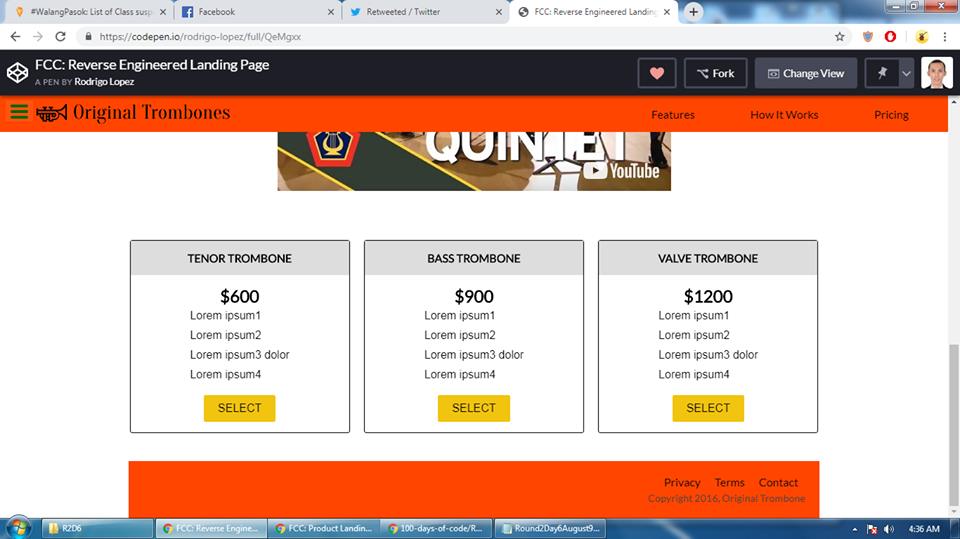 #WalangPasok: List of Class susp
Facebook
Retweeted / Twitter
FCC: Reverse Engineered Landing
https://codepen.io/rodrigo-lopez/full/QeMgxx
FCC: Reverse Engineered Landing Page
A PEN BY Rodrigo Lopez
Fork
Change View
Original Trombones
Features
How It Works
Pricing
QUINTET
YouTube
TENOR TROMBONE
$600
Lorem ipsum1
Lorem ipsum2
Lorem ipsum3 dolor
Lorem ipsum4
SELECT
BASS TROMBONE
$900
Lorem ipsum1
Lorem ipsum2
Lorem ipsum3 dolor
Lorem ipsum4
SELECT
VALVE TROMBONE
$1200
Lorem ipsum1
Lorem ipsum2
Lorem ipsum3 dolor
Lorem ipsum4
SELECT
Privacy Terms Contact
Copyright 2016, Original Trombone
R2D6
FCC: Reverse Engine...
FCC: Product Landin...
100-days-of-code/R...
Round2Day6August9...
4:36 AM